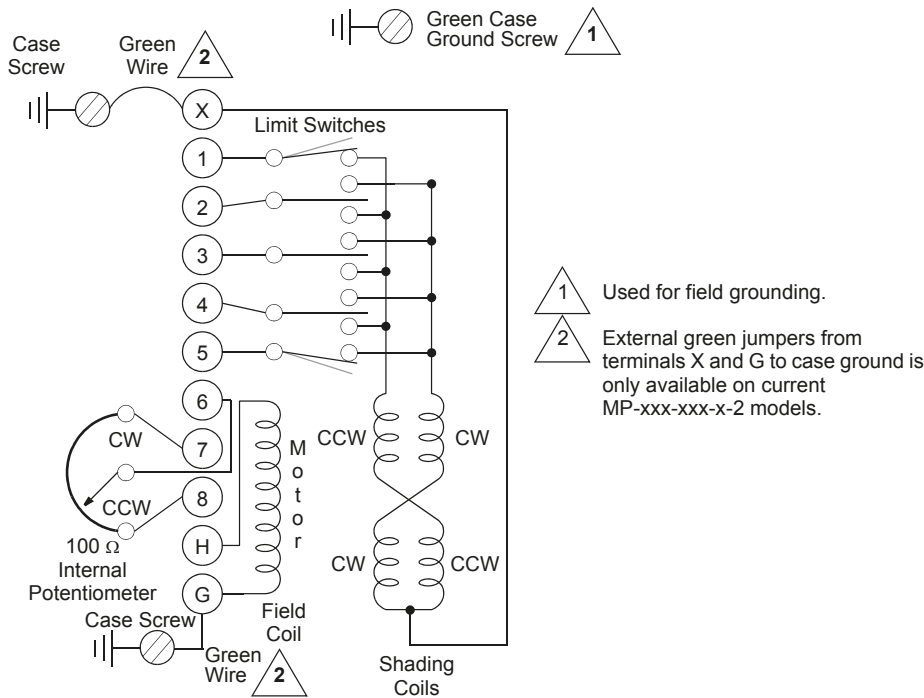 Green Case
Ground Screw
1
Case
Screw
Green
Wire
2
X
Limit Switches
1
2
3
4
5
6
7
8
H
G
1
Used for field grounding.
2
External green jumpers from
terminals X and G to case ground is
only available on current
MP-xxx-xxx-x-2 models.
CW
CCW
100 Ω
Internal
Potentiometer
Motor
CCW
CW
CW
CCW
Case Screw
Green
Wire
2
Field
Coil
Shading
Coils